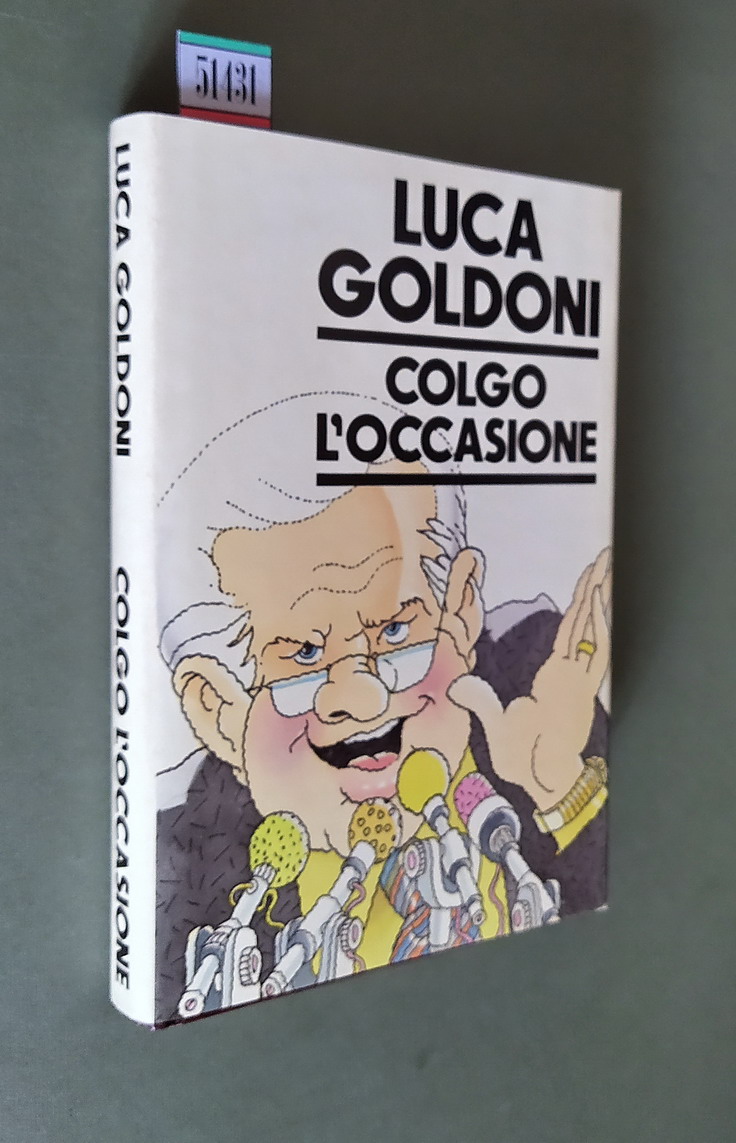 51431
LUCA
GOLDONI
COLGO
L'OCCASIONE
LUCA GOLDONI COLGO L'OCCASIONE